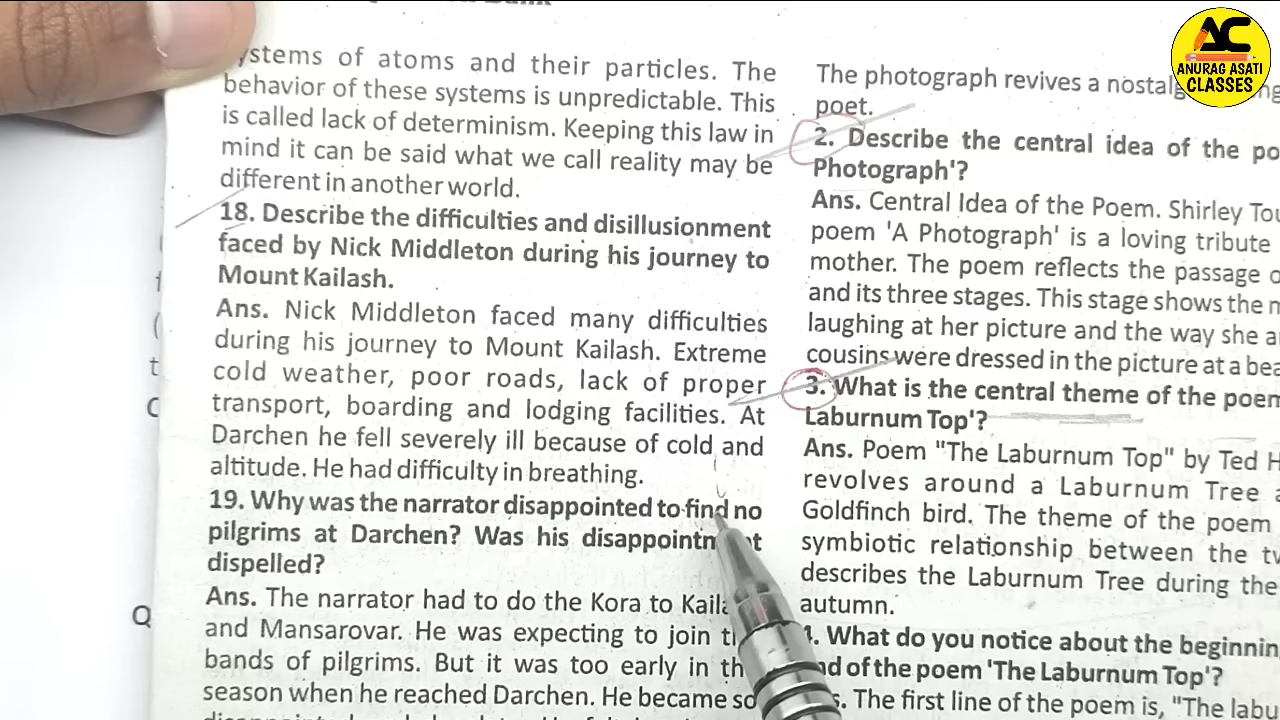 systems of atoms and their particles. The
behavior of these systems is unpredictable. This
is called lack of determinism. Keeping this law in
mind it can be said what we call reality may be
different in another world.
18. Describe the difficulties and disillusionment
faced by Nick Middleton during his journey to
Mount Kailash.
Ans. Nick Middleton faced many difficulties
during his journey to Mount Kailash. Extreme
cold weather, poor roads, lack of proper
transport, boarding and lodging facilities. At
Darchen he fell severely ill because of cold and
altitude. He had difficulty in breathing.
19. Why was the narrator disappointed to find no
pilgrims at Darchen? Was his
dispelled?
Ans. The narrator had to do the Kora to
and Mansarovar. He was expecting to join
bands of pilgrims. But it was too early in
season when he reached Darchen. He became so
The photograph revives a
poet.
2. Describe the central idea of the
Photograph'?
Ans. Central Idea of the Poem. Shirley
poem 'A Photograph' is a loving tribute
mother. The poem reflects the passage
and its three stages. This stage shows the
laughing at her picture and the way she
cousins were dressed in the picture at a
3. What is the central theme of the poem
Laburnum Top'?
Ans. Poem "The Laburnum Top" by Ted
revolves around a Laburnum Tree
Goldfinch bird. The theme of the poem
symbiotic relationship between the
describes the Laburnum Tree during the
autumn.
4. What do you notice about the
of the poem 'The Laburnum Top'?
The first line of the poem is, "The
AC
ANURAG ASATI
CLASSES